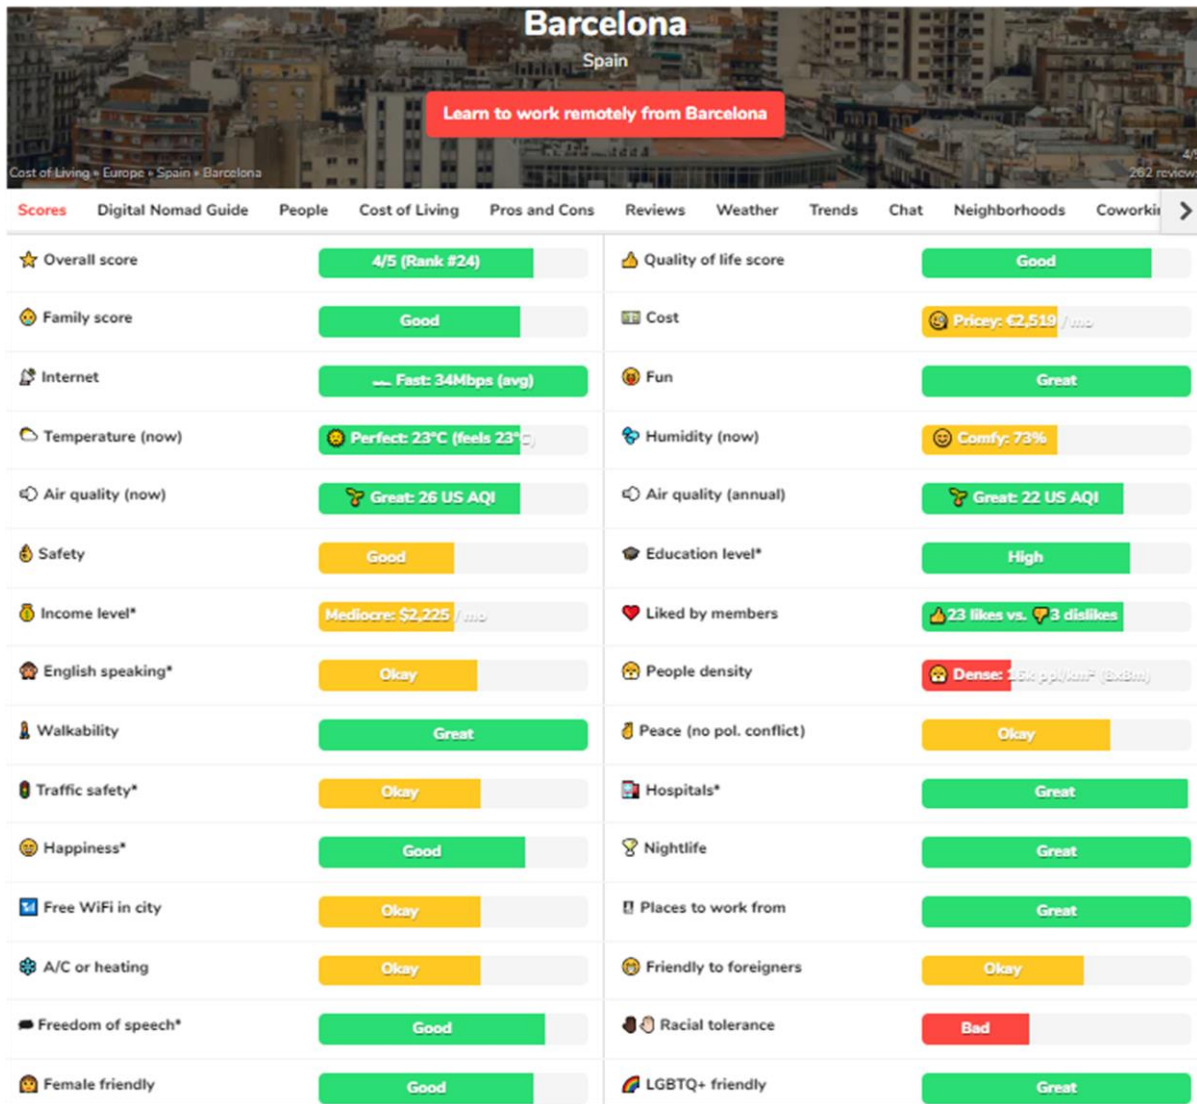 Barcelona
Spain
Learn to work remotely from Barcelona
Cost of Living » Europe » Spain » Barcelona
262 reviews
Scores Digital Nomad Guide People Cost of Living Pros and Cons Reviews Weather Trends Chat Neighborhoods
Overall score 4/5 (Rank #24) Quality of life score Good
Family score Good Cost Pricey: €2,519 / mo
Internet Fast: 34Mbps (avg) Fun Great
Temperature (now) Perfect: 23°C (feels 23°C) Humidity (now) Comfy: 73%
Air quality (now) Great: 26 US AQI Air quality (annual) Great: 22 US AQI
Safety Good Education level* High
Income level* Mediocre: $2,225 / mo Liked by members 23 likes vs. 3 dislikes
English speaking* Okay People density Dense: 16k ppl/km²
Walkability Great Peace (no pol. conflict) Okay
Traffic safety* Okay Hospitals* Great
Happiness* Good Nightlife Great
Free WiFi in city Okay Places to work from Great
A/C or heating Okay Friendly to foreigners Okay
Freedom of speech* Good Racial tolerance Bad
Female friendly Good LGBTQ+ friendly Great